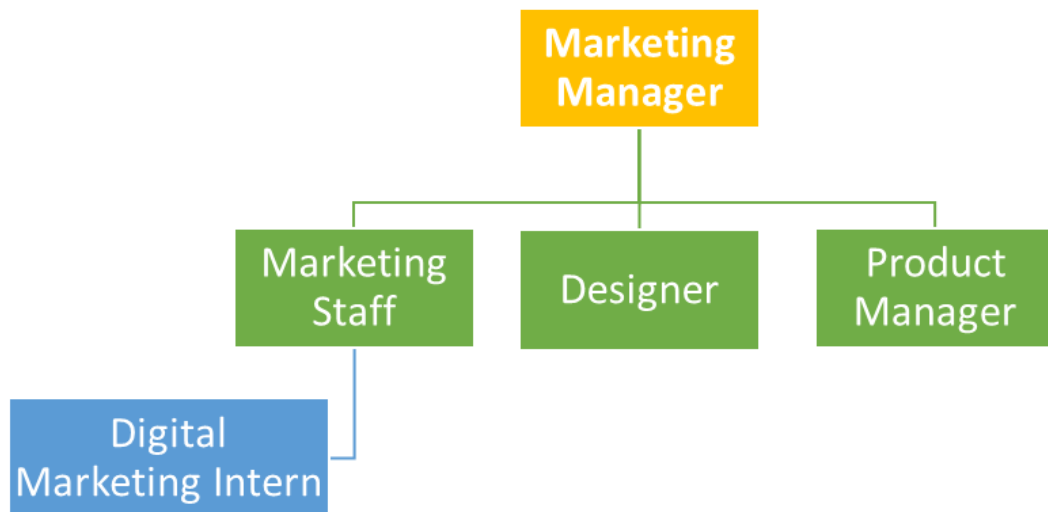 Marketing
Manager
Marketing
Staff
Designer
Product
Manager
Digital
Marketing Intern